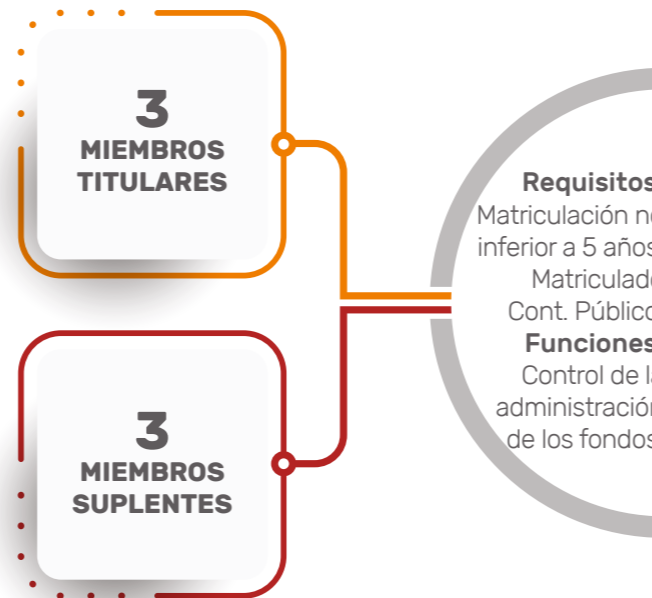 3
MIEMBROS
TITULARES
3
MIEMBROS
SUPLENTES
Requisitos
Matriculación no
inferior a 5 años
Matriculado
Cont. Público
Funciones
Control de la
administración
de los fondos